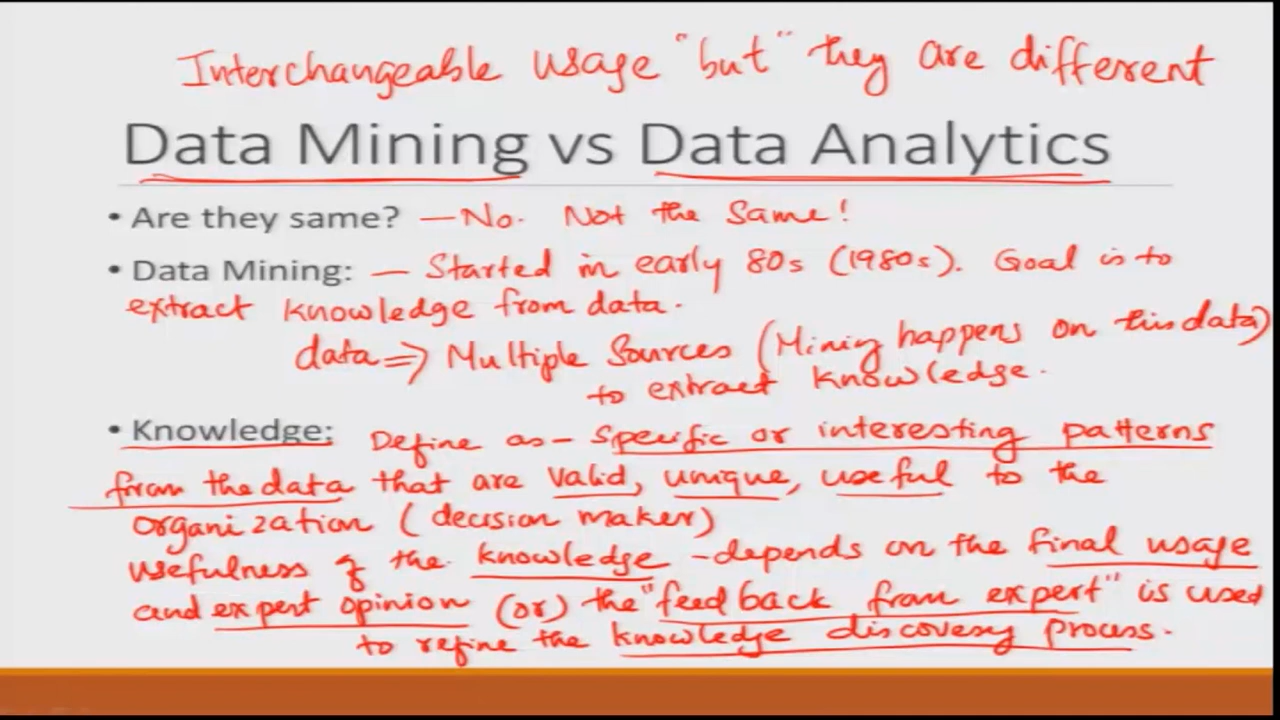 Interchangeable usage "but" they are different
Data Mining vs Data Analytics
• Are they same? — No. Not the Same!
• Data Mining: — Started in early 80s (1980s). Goal is to
extract knowledge from data.
data => Multiple Sources (Mining happens on this data)
to extract knowledge.
• Knowledge: Define as - specific or interesting patterns
from the data that are valid, unique, useful to the
organization (decision maker)
usefulness of the knowledge - depends on the final usage
and expert opinion (or) the "feed back from expert" is used
to refine the knowledge discovery process.